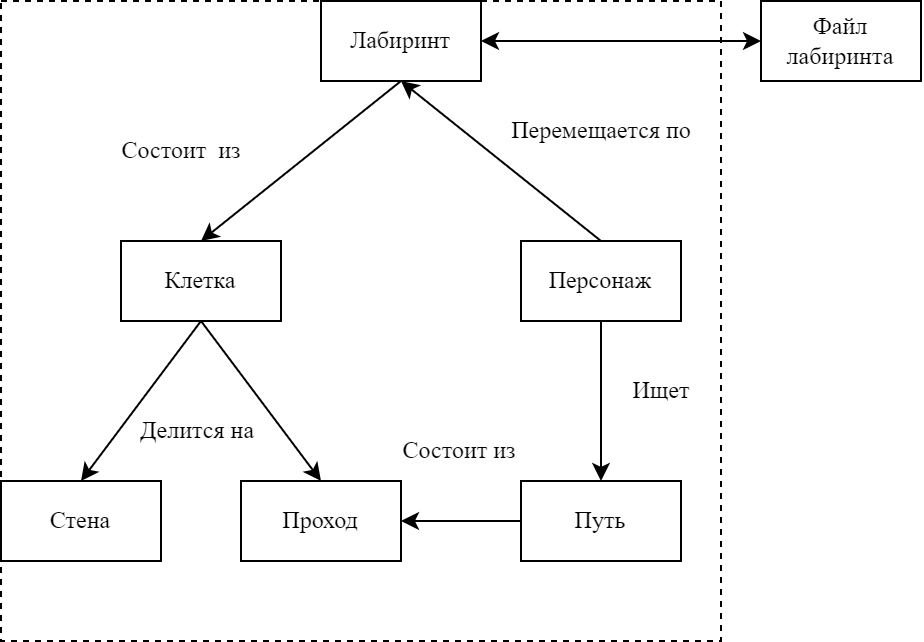 Лабиринт
Файл
лабиринта
Перемещается по
Состоит из
Клетка
Персонаж
Ищет
Делится на
Состоит из
Стена
Проход
Путь